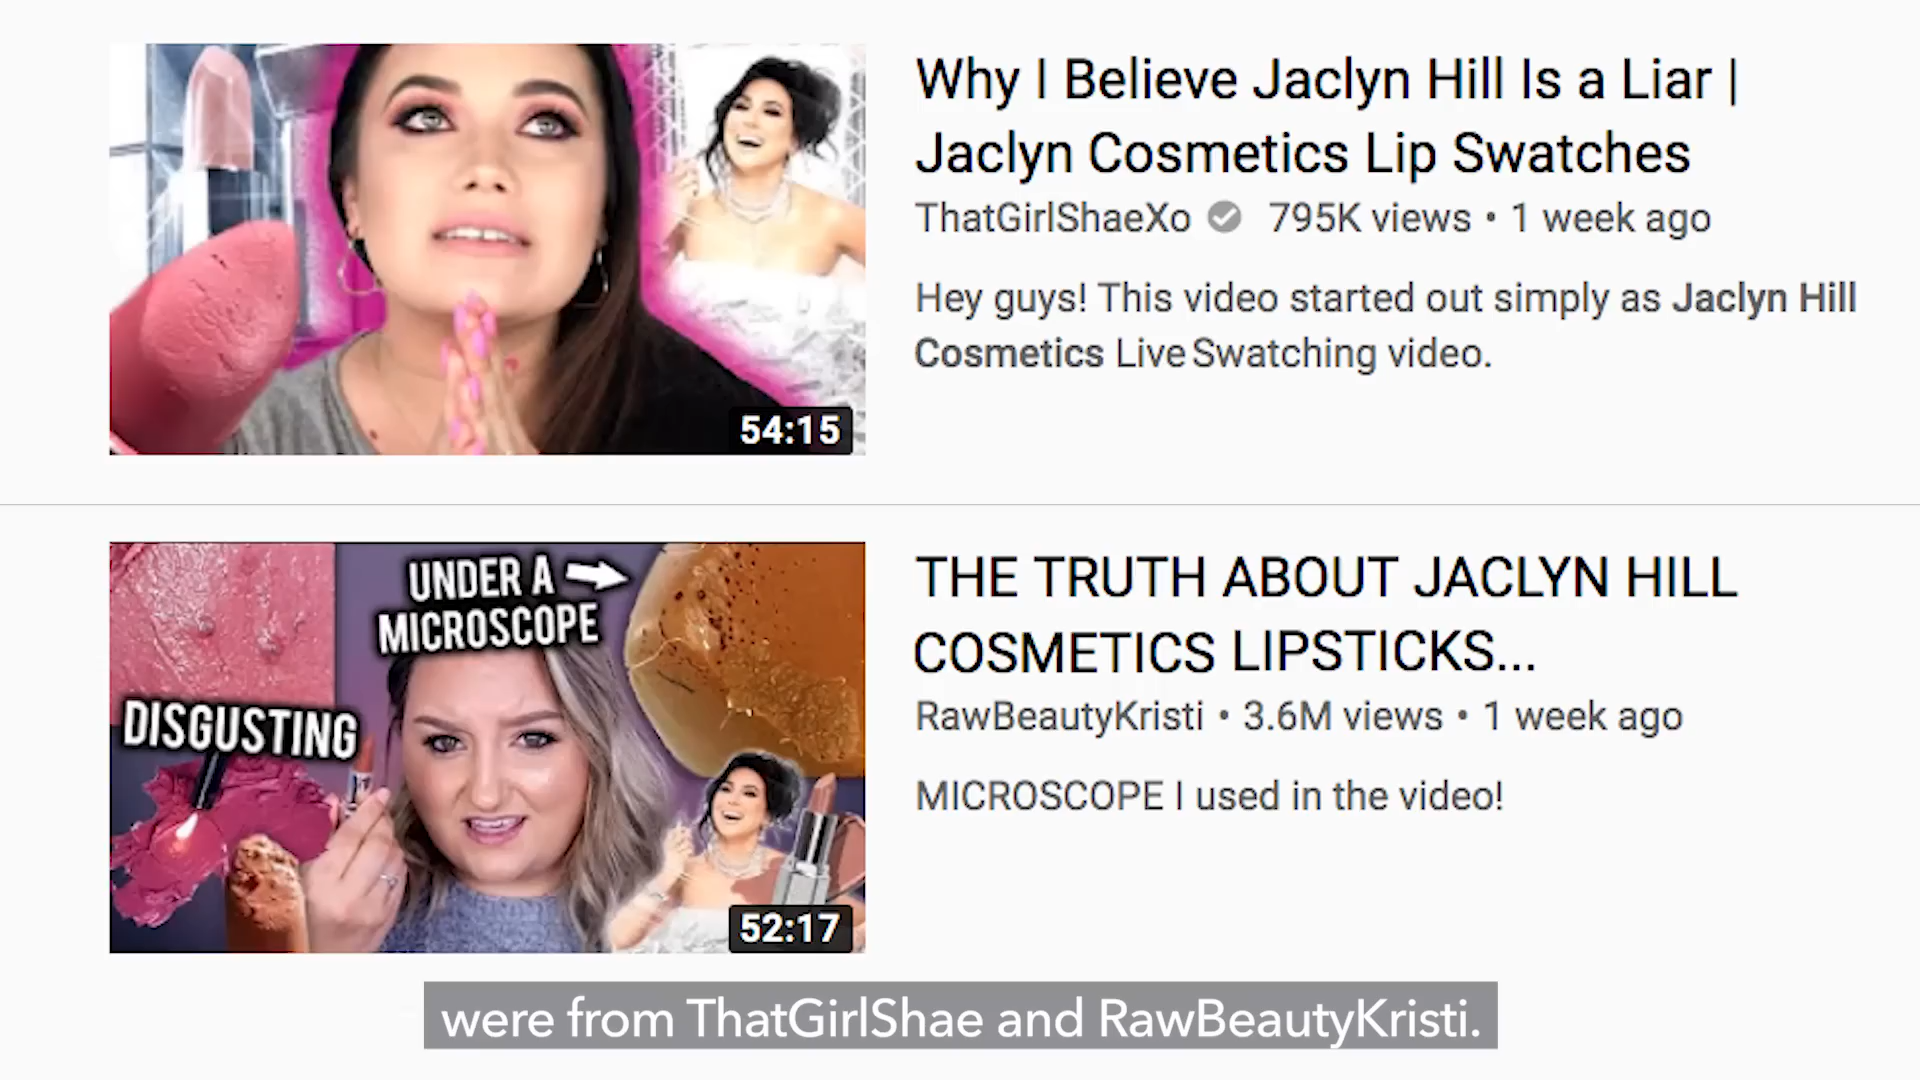 Why I Believe Jaclyn Hill Is a Liar |
Jaclyn Cosmetics Lip Swatches
ThatGirlShaeXo 795K views • 1 week ago
Hey guys! This video started out simply as Jaclyn Hill
Cosmetics Live Swatching video.
54:15
UNDER A
MICROSCOPE
DISGUSTING
52:17
THE TRUTH ABOUT JACLYN HILL
COSMETICS LIPSTICKS...
RawBeautyKristi • 3.6M views • 1 week ago
MICROSCOPE I used in the video!
were from ThatGirlShae and RawBeautyKristi.